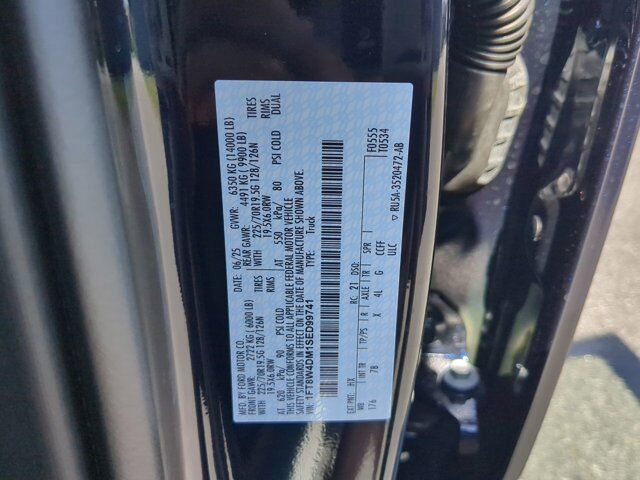 MFD. BY FORD MOTOR CO.
DATE: 06/25 GVWR: 6350 KG (14000 LB)
FRONT GAWR: 2722 KG ( 6000 LB) REAR GAWR: 4491 KG ( 9900 LB)
WITH 225/70R19.5G 128/126N TIRES WITH 225/70R19.5G 128/126N TIRES
19.5X6.0RW RIMS 19.5X6.0RW RIMS
AT 620 kPa/ 90 PSI COLD AT 550 kPa/ 80 PSI COLD DUAL
THIS VEHICLE CONFORMS TO ALL APPLICABLE FEDERAL MOTOR VEHICLE
SAFETY STANDARDS IN EFFECT ON THE DATE OF MANUFACTURE SHOWN ABOVE.
VIN: 1FT8W4DM1SED99741 TYPE: Truck
F0555
T0534
EXT PNT: HX RC: 21 DSO:
WB INT TR TP/PS R AXLE TR SPR
176 7B X 4L G CEFF
ULC
▽ RU5A-3520472-AB